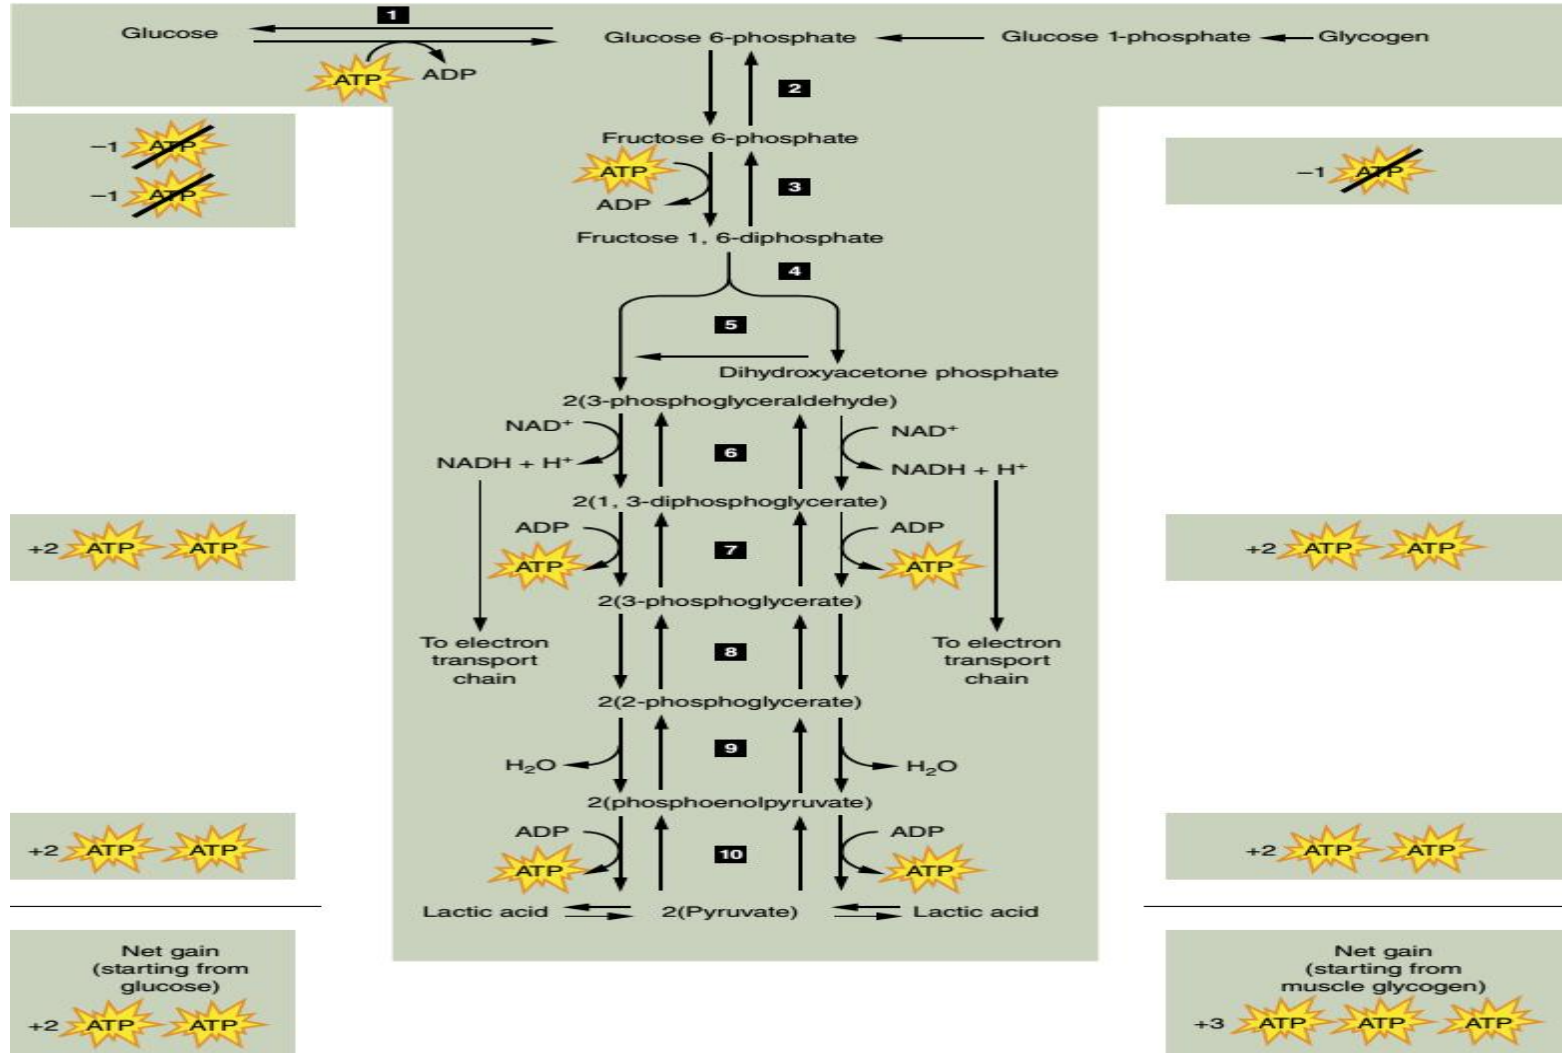 1
Glucose
Glucose 6-phosphate
Glucose 1-phosphate
Glycogen
ATP
ADP
2
−1 ATP
−1 ATP
Fructose 6-phosphate
ATP
ADP
3
−1 ATP
Fructose 1, 6-diphosphate
4
5
Dihydroxyacetone phosphate
2(3-phosphoglyceraldehyde)
NAD+
NAD+
6
NADH + H+
NADH + H+
2(1, 3-diphosphoglycerate)
ADP
ADP
+2 ATP ATP
7
+2 ATP ATP
ATP
ATP
2(3-phosphoglycerate)
To electron
transport
chain
8
To electron
transport
chain
2(2-phosphoglycerate)
9
H2O
H2O
2(phosphoenolpyruvate)
ADP
ADP
+2 ATP ATP
10
+2 ATP ATP
ATP
ATP
Lactic acid
2(Pyruvate)
Lactic acid
Net gain
(starting from
glucose)
+2 ATP ATP
Net gain
(starting from
muscle glycogen)
+3 ATP ATP ATP